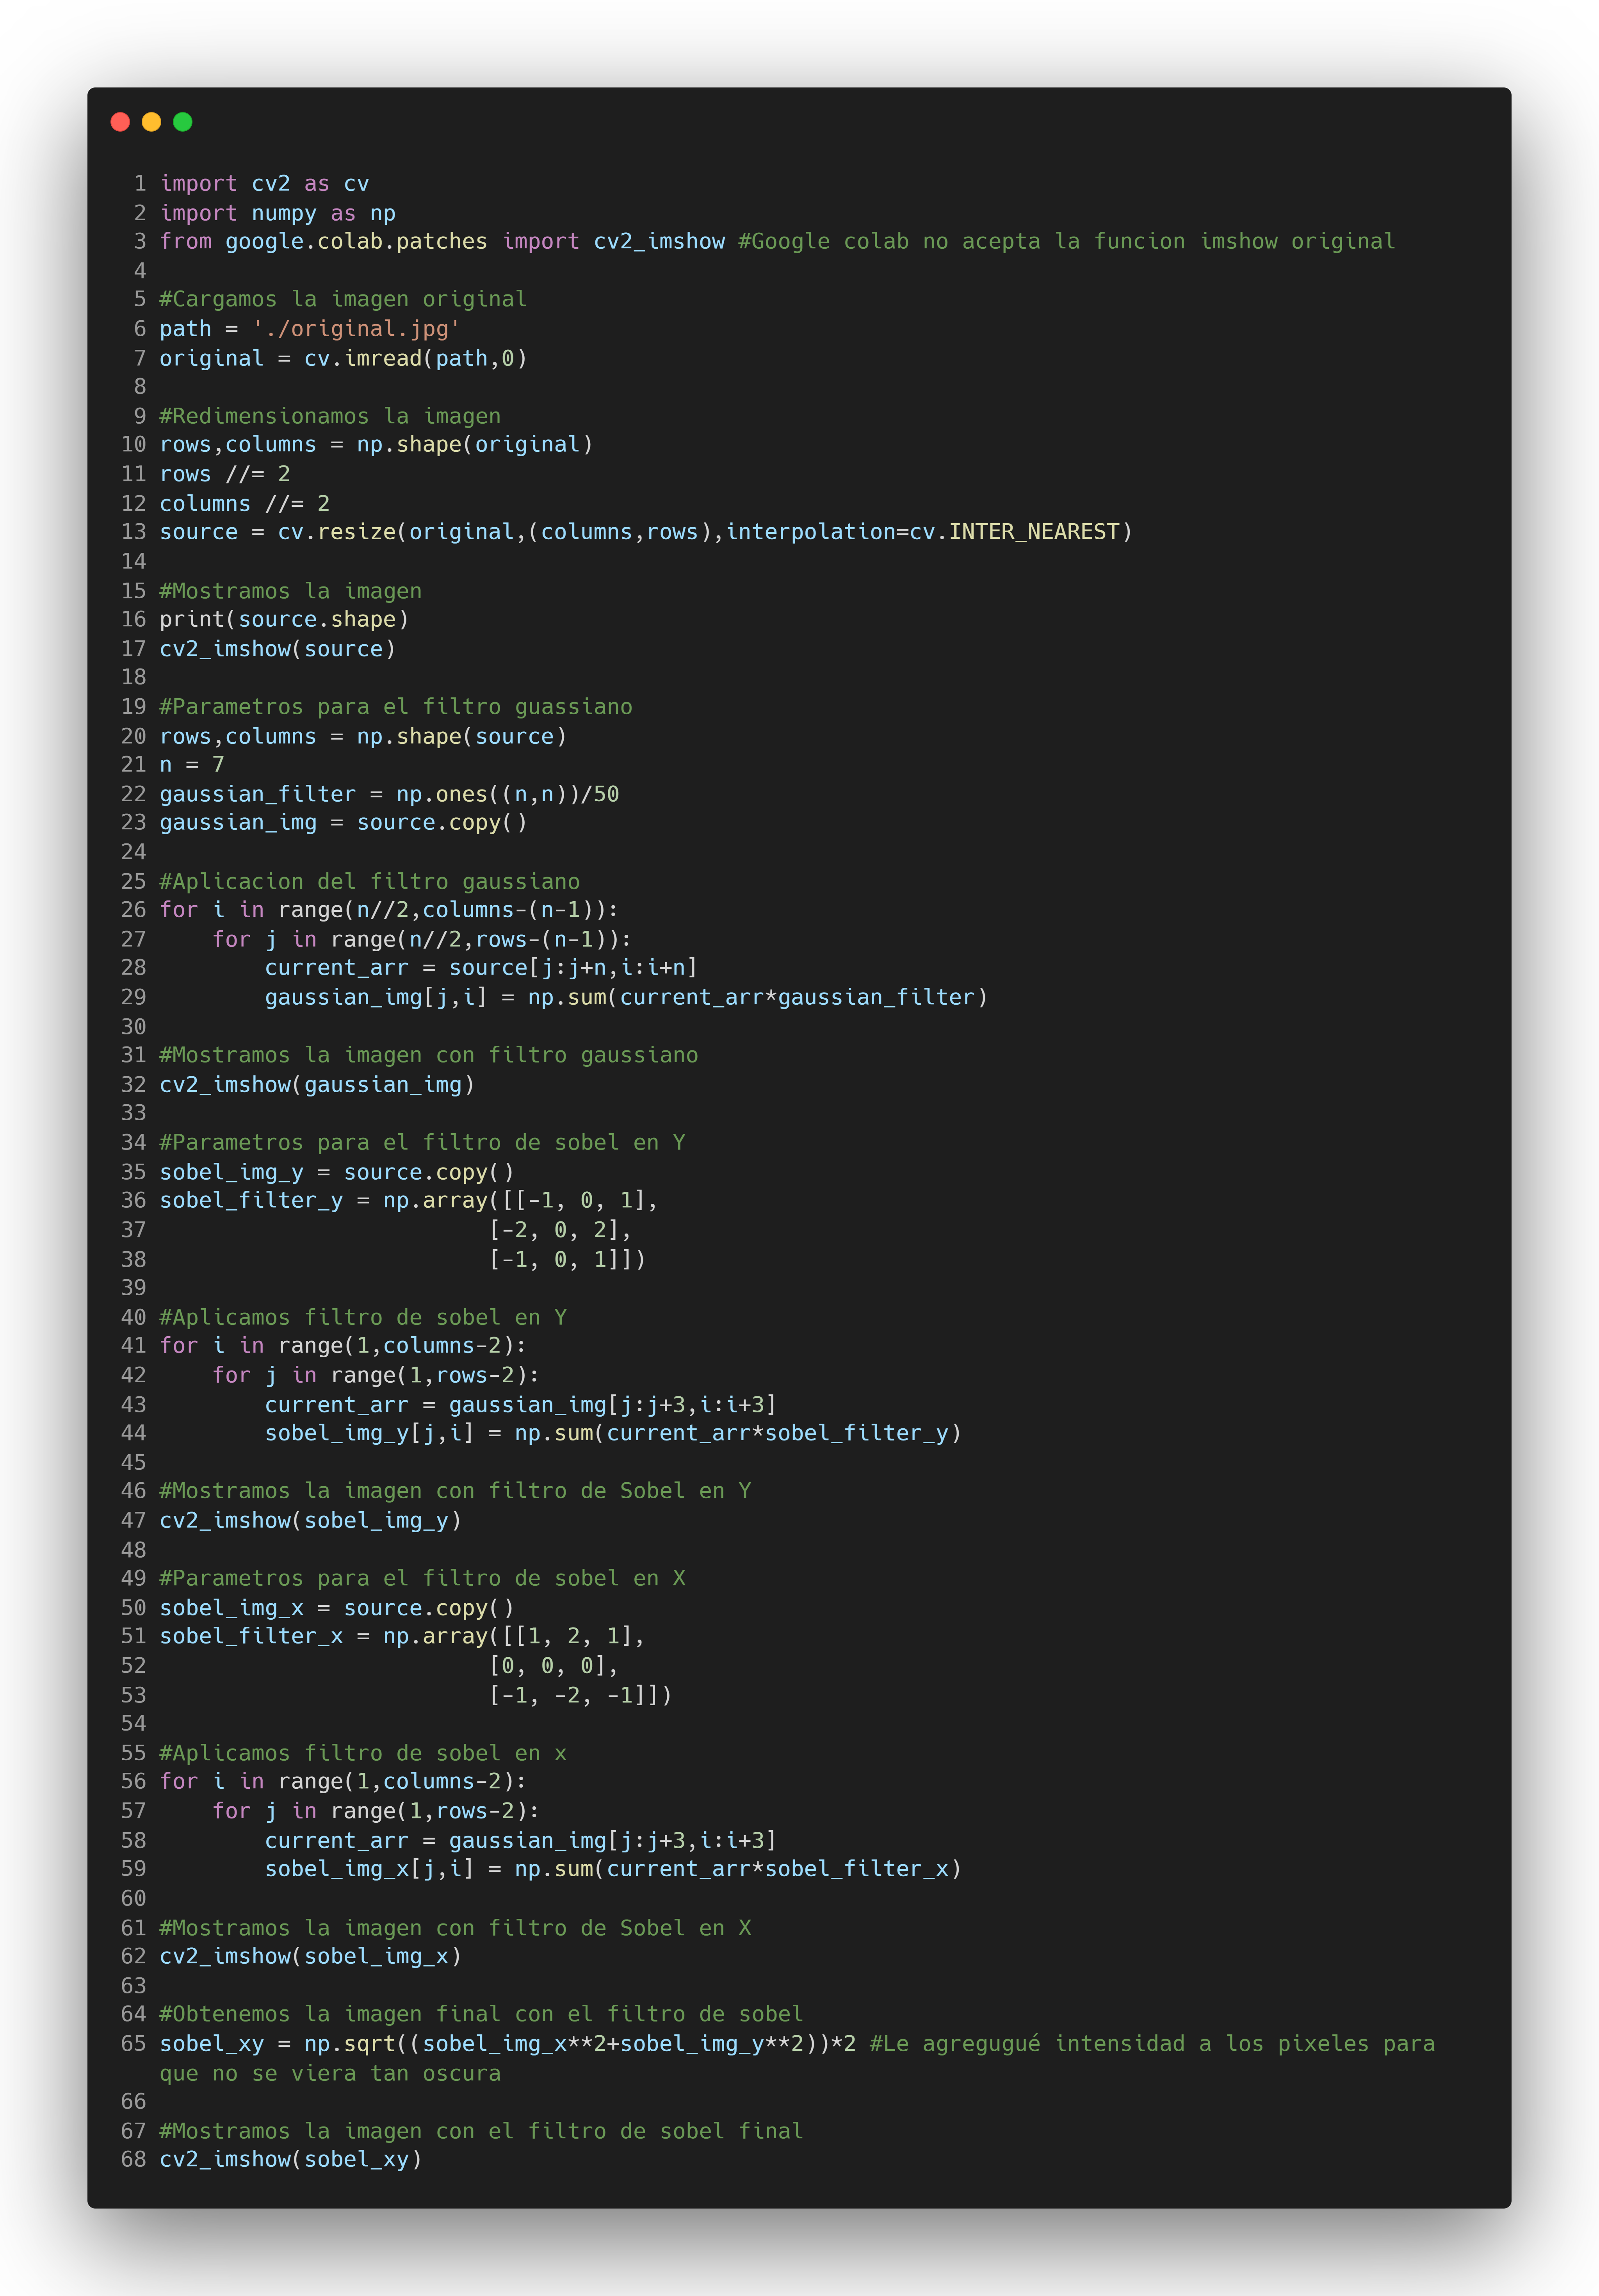 1 import cv2 as cv
2 import numpy as np
3 from google.colab.patches import cv2_imshow #Google colab no acepta la funcion imshow original
4
5 #Cargamos la imagen original
6 path = './original.jpg'
7 original = cv.imread(path,0)
8
9 #Redimensionamos la imagen
10 rows,columns = np.shape(original)
11 rows //= 2
12 columns //= 2
13 source = cv.resize(original,(columns,rows),interpolation=cv.INTER_NEAREST)
14
15 #Mostramos la imagen
16 print(source.shape)
17 cv2_imshow(source)
18
19 #Parametros para el filtro guassiano
20 rows,columns = np.shape(source)
21 n = 7
22 gaussian_filter = np.ones((n,n))/50
23 gaussian_img = source.copy()
24
25 #Aplicacion del filtro gaussiano
26 for i in range(n//2,columns-(n-1)):
27     for j in range(n//2,rows-(n-1)):
28         current_arr = source[j:j+n,i:i+n]
29         gaussian_img[j,i] = np.sum(current_arr*gaussian_filter)
30
31 #Mostramos la imagen con filtro gaussiano
32 cv2_imshow(gaussian_img)
33
34 #Parametros para el filtro de sobel en Y
35 sobel_img_y = source.copy()
36 sobel_filter_y = np.array([[-1, 0, 1],
37                          [-2, 0, 2],
38                          [-1, 0, 1]])
39
40 #Aplicamos filtro de sobel en Y
41 for i in range(1,columns-2):
42     for j in range(1,rows-2):
43         current_arr = gaussian_img[j:j+3,i:i+3]
44         sobel_img_y[j,i] = np.sum(current_arr*sobel_filter_y)
45
46 #Mostramos la imagen con filtro de Sobel en Y
47 cv2_imshow(sobel_img_y)
48
49 #Parametros para el filtro de sobel en X
50 sobel_img_x = source.copy()
51 sobel_filter_x = np.array([[1, 2, 1],
52                          [0, 0, 0],
53                          [-1, -2, -1]])
54
55 #Aplicamos filtro de sobel en x
56 for i in range(1,columns-2):
57     for j in range(1,rows-2):
58         current_arr = gaussian_img[j:j+3,i:i+3]
59         sobel_img_x[j,i] = np.sum(current_arr*sobel_filter_x)
60
61 #Mostramos la imagen con filtro de Sobel en X
62 cv2_imshow(sobel_img_x)
63
64 #Obtenemos la imagen final con el filtro de sobel
65 sobel_xy = np.sqrt((sobel_img_x**2+sobel_img_y**2))*2 #Le agregugué intensidad a los pixeles para
que no se viera tan oscura
66
67 #Mostramos la imagen con el filtro de sobel final
68 cv2_imshow(sobel_xy)